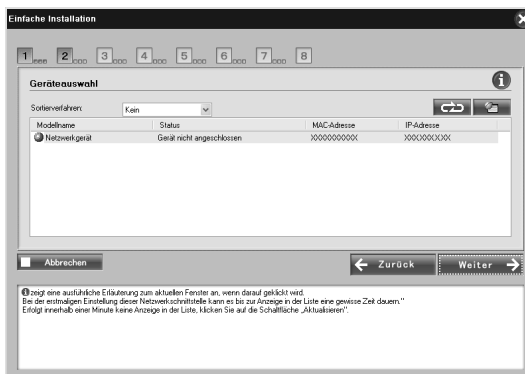 Einfache Installation
1 2 3 4 5 6 7 8
Geräteauswahl
Sortierverfahren: Kein
Modellname Status MAC-Adresse IP-Adresse
Netzwerkgerät Gerät nicht angeschlossen XXXXXXXXXX XXX.XXX.X.XX
Abbrechen Zurück Weiter
zeigt eine ausführliche Erläuterung zum aktuellen Fenster an, wenn darauf geklickt wird.
Bei der erstmaligen Einstellung dieser Netzwerkschnittstelle kann es bis zur Anzeige in der Liste eine gewisse Zeit dauern."
Erfolgt innerhalb einer Minute keine Anzeige in der Liste, klicken Sie auf die Schaltfläche „Aktualisieren".